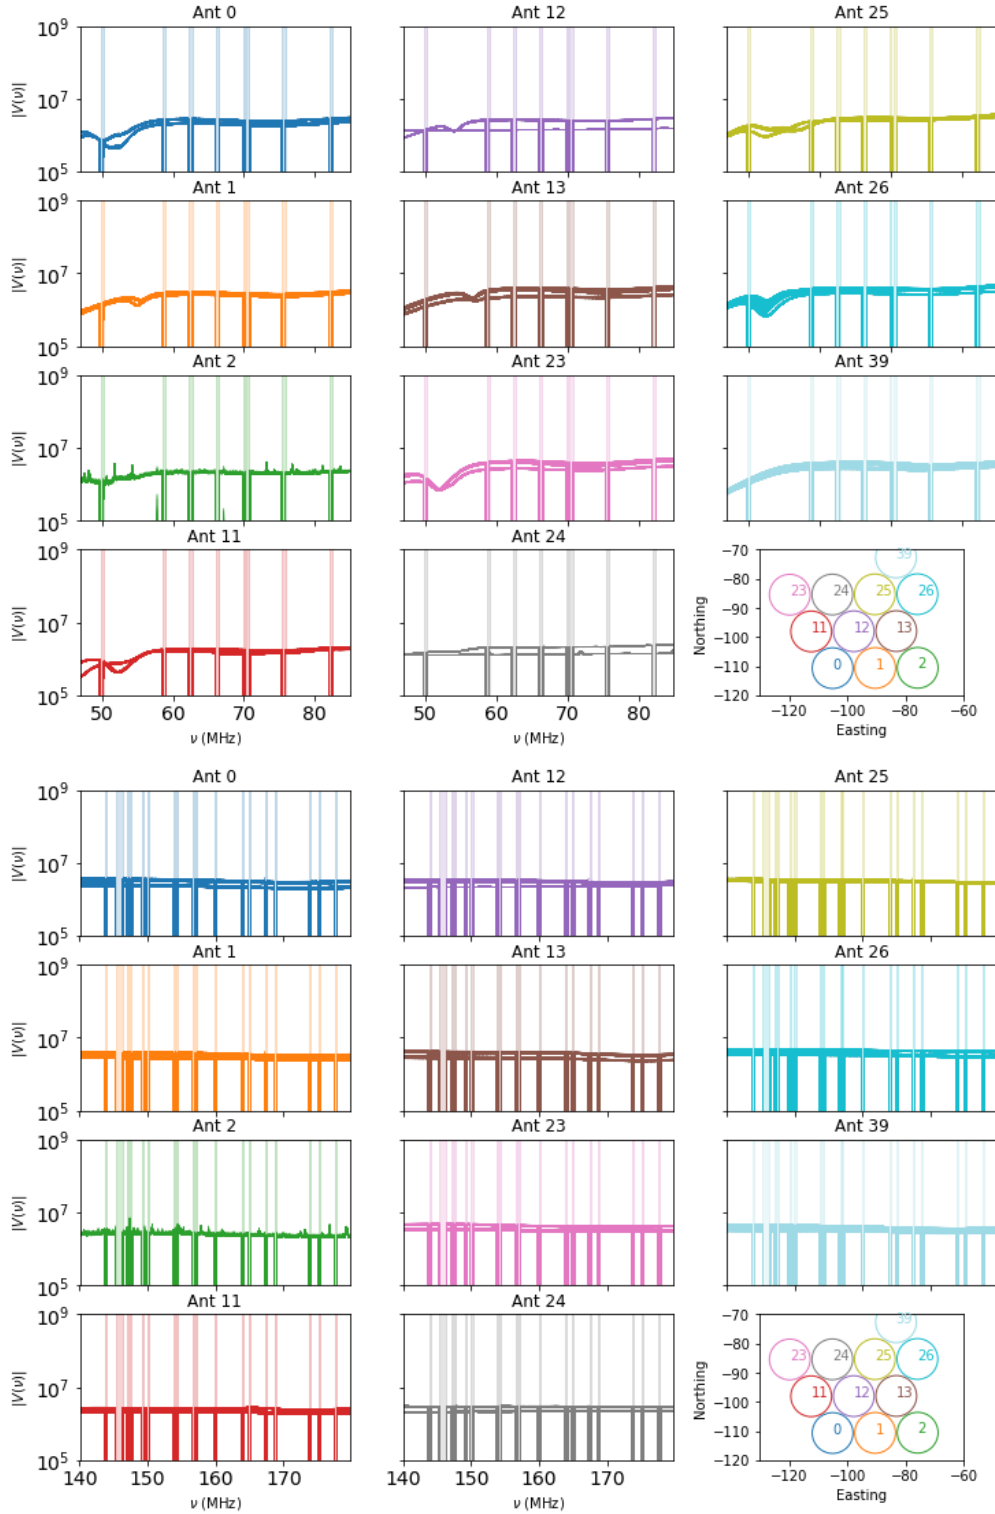 Ant 0 Ant 12 Ant 25
10^9
10^7
10^5
|V(ν)|
Ant 1 Ant 13 Ant 26
10^9
10^7
10^5
|V(ν)|
Ant 2 Ant 23 Ant 39
10^9
10^7
10^5
|V(ν)|
Ant 11 Ant 24
10^9
10^7
10^5
|V(ν)|
50 60 70 80
ν (MHz)
50 60 70 80
ν (MHz)
−70
−80
−90
−100
−110
−120
Northing
39
23 24 25 26
11 12 13
0 1 2
−120 −100 −80 −60
Easting
Ant 0 Ant 12 Ant 25
10^9
10^7
10^5
|V(ν)|
Ant 1 Ant 13 Ant 26
10^9
10^7
10^5
|V(ν)|
Ant 2 Ant 23 Ant 39
10^9
10^7
10^5
|V(ν)|
Ant 11 Ant 24
10^9
10^7
10^5
|V(ν)|
140 150 160 170
ν (MHz)
140 150 160 170
ν (MHz)
−70
−80
−90
−100
−110
−120
Northing
39
23 24 25 26
11 12 13
0 1 2
−120 −100 −80 −60
Easting